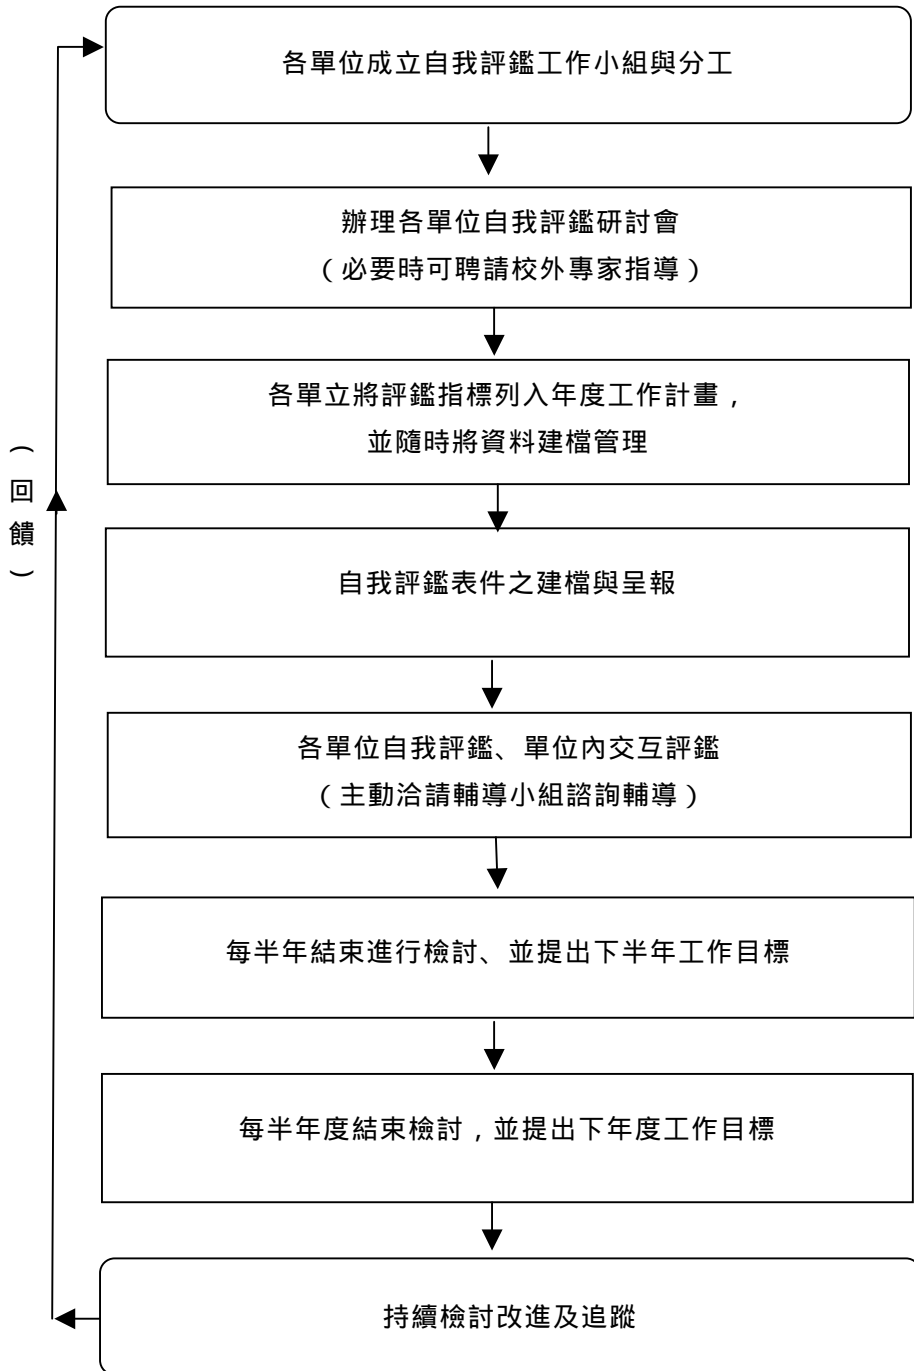 各單位成立自我評鑑工作小組與分工
辦理各單位自我評鑑研討會
（必要時可聘請校外專家指導）
各單立將評鑑指標列入年度工作計畫，
並隨時將資料建檔管理
（回饋）
自我評鑑表件之建檔與呈報
各單位自我評鑑、單位內交互評鑑
（主動洽請輔導小組諮詢輔導）
每半年結束進行檢討、並提出下半年工作目標
每半年度結束檢討，並提出下年度工作目標
持續檢討改進及追蹤